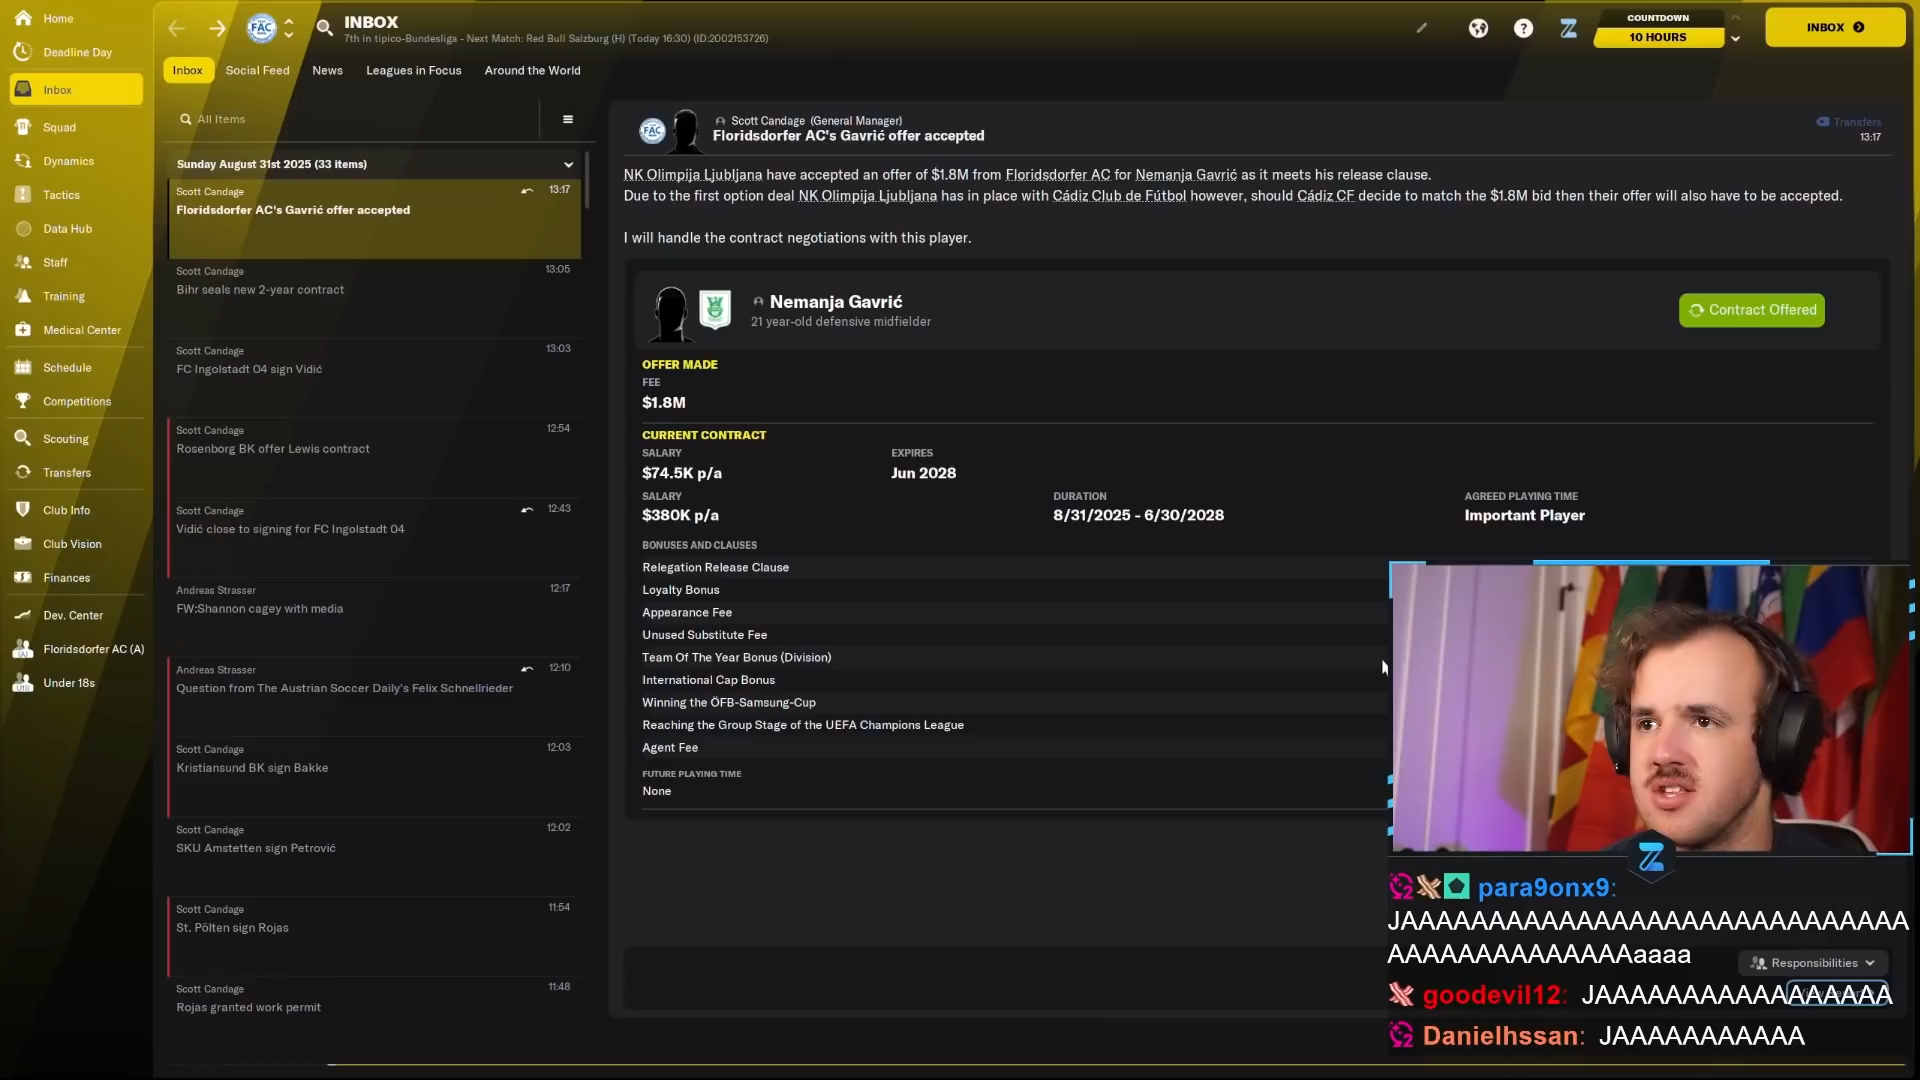 Home
Deadline Day
Inbox
Squad
Dynamics
Tactics
Data Hub
Staff
Training
Medical Center
Schedule
Competitions
Scouting
Transfers
Club Info
Club Vision
Finances
Dev. Center
Floridsdorfer AC (A)
Under 18s
FAC
INBOX
7th in tipico-Bundesliga - Next Match: Red Bull Salzburg (H) (Today 16:30) (ID:2002153726)
COUNTDOWN
10 HOURS
INBOX
Inbox
Social Feed
News
Leagues in Focus
Around the World
All Items
Sunday August 31st 2025 (33 items)
Scott Candage
13:17
Floridsdorfer AC's Gavrić offer accepted
Scott Candage
13:05
Bihr seals new 2-year contract
Scott Candage
13:03
FC Ingolstadt 04 sign Vidić
Scott Candage
12:54
Rosenborg BK offer Lewis contract
Scott Candage
12:43
Vidić close to signing for FC Ingolstadt 04
Andreas Strasser
12:17
FW:Shannon cagey with media
Andreas Strasser
12:10
Question from The Austrian Soccer Daily's Felix Schnellrieder
Scott Candage
12:03
Kristiansund BK sign Bakke
Scott Candage
12:02
SKU Amstetten sign Petrović
Scott Candage
11:54
St. Pölten sign Rojas
Scott Candage
11:48
Rojas granted work permit
FAC
Scott Candage (General Manager)
Floridsdorfer AC's Gavrić offer accepted
Transfers
13:17
NK Olimpija Ljubljana have accepted an offer of $1.8M from Floridsdorfer AC for Nemanja Gavrić as it meets his release clause.
Due to the first option deal NK Olimpija Ljubljana has in place with Cádiz Club de Fútbol however, should Cádiz CF decide to match the $1.8M bid then their offer will also have to be accepted.
I will handle the contract negotiations with this player.
Nemanja Gavrić
21 year-old defensive midfielder
Contract Offered
OFFER MADE
FEE
$1.8M
CURRENT CONTRACT
SALARY
EXPIRES
$74.5K p/a
Jun 2028
SALARY
DURATION
AGREED PLAYING TIME
$380K p/a
8/31/2025 - 6/30/2028
Important Player
BONUSES AND CLAUSES
Relegation Release Clause
Loyalty Bonus
Appearance Fee
Unused Substitute Fee
Team Of The Year Bonus (Division)
International Cap Bonus
Winning the ÖFB-Samsung-Cup
Reaching the Group Stage of the UEFA Champions League
Agent Fee
FUTURE PLAYING TIME
None
Responsibilities
para9onx9:
JAAAAAAAAAAAAAAAAAAAAAAAAAAAAA
AAAAAAAAAAAAAAaaaa
goodevil12: JAAAAAAAAAAAAAAAAA
Danielhssan: JAAAAAAAAAAA